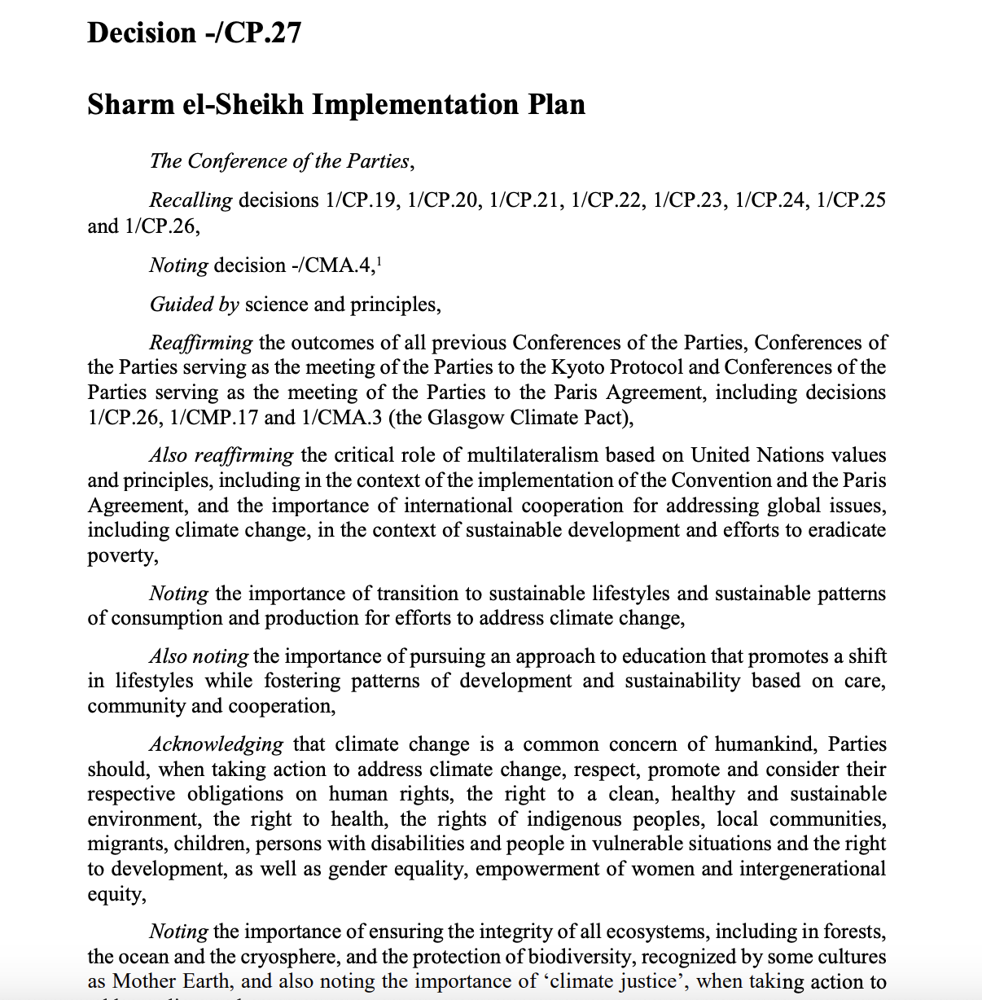 Decision -/CP.27
Sharm el-Sheikh Implementation Plan
The Conference of the Parties,
Recalling decisions 1/CP.19, 1/CP.20, 1/CP.21, 1/CP.22, 1/CP.23, 1/CP.24, 1/CP.25
and 1/CP.26,
Noting decision -/CMA.4,¹
Guided by science and principles,
Reaffirming the outcomes of all previous Conferences of the Parties, Conferences of
the Parties serving as the meeting of the Parties to the Kyoto Protocol and Conferences of the
Parties serving as the meeting of the Parties to the Paris Agreement, including decisions
1/CP.26, 1/CMP.17 and 1/CMA.3 (the Glasgow Climate Pact),
Also reaffirming the critical role of multilateralism based on United Nations values
and principles, including in the context of the implementation of the Convention and the Paris
Agreement, and the importance of international cooperation for addressing global issues,
including climate change, in the context of sustainable development and efforts to eradicate
poverty,
Noting the importance of transition to sustainable lifestyles and sustainable patterns
of consumption and production for efforts to address climate change,
Also noting the importance of pursuing an approach to education that promotes a shift
in lifestyles while fostering patterns of development and sustainability based on care,
community and cooperation,
Acknowledging that climate change is a common concern of humankind, Parties
should, when taking action to address climate change, respect, promote and consider their
respective obligations on human rights, the right to a clean, healthy and sustainable
environment, the right to health, the rights of indigenous peoples, local communities,
migrants, children, persons with disabilities and people in vulnerable situations and the right
to development, as well as gender equality, empowerment of women and intergenerational
equity,
Noting the importance of ensuring the integrity of all ecosystems, including in forests,
the ocean and the cryosphere, and the protection of biodiversity, recognized by some cultures
as Mother Earth, and also noting the importance of ‘climate justice’, when taking action to